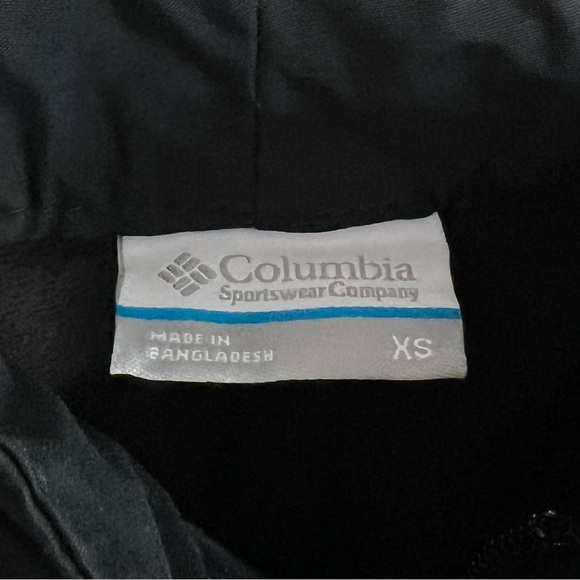 Columbia
Sportswear Company
MADE IN
BANGLADESH
XS